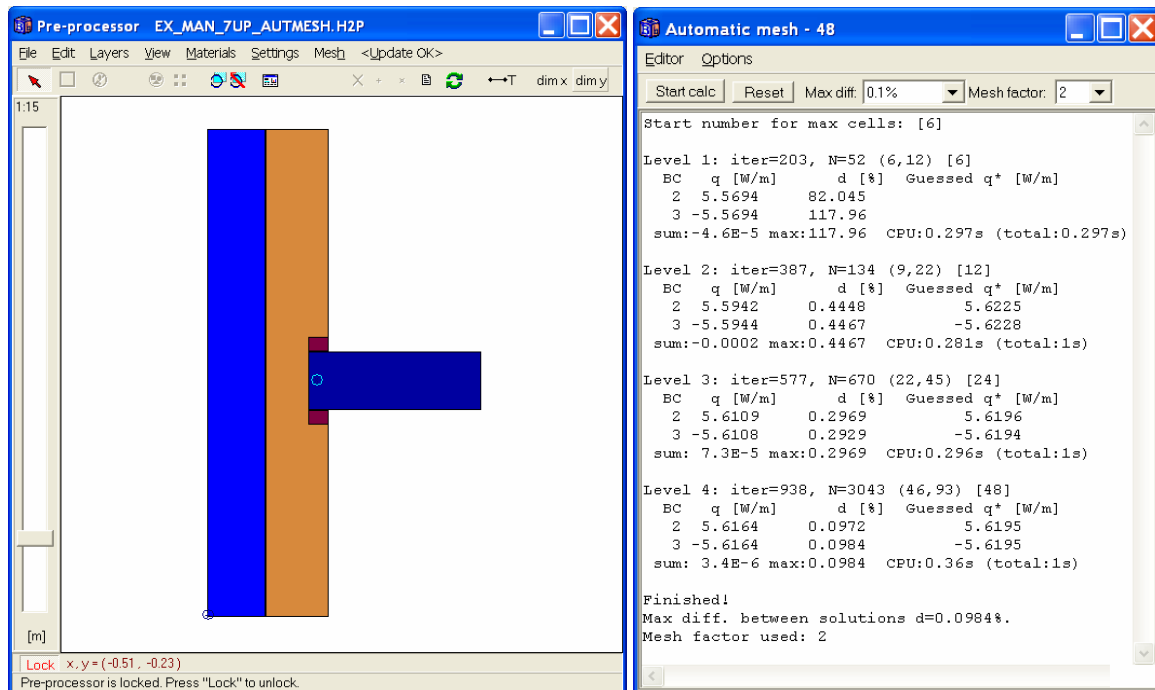 Pre-processor EX_MAN_7UP_AUTMESH.H2P
File Edit Layers View Materials Settings Mesh <Update OK>
T dim x dim y
1:15
[m]
Lock x,y=(-0.51 , -0.23)
Pre-processor is locked. Press "Lock" to unlock.
Automatic mesh - 48
Editor Options
Start calc Reset Max diff: 0.1% Mesh factor: 2
Start number for max cells: [6]
Level 1: iter=203, N=52 (6,12) [6]
BC q [W/m] d [%] Guessed q* [W/m]
2 5.5694 82.045
3 -5.5694 117.96
sum:-4.6E-5 max:117.96 CPU:0.297s (total:0.297s)
Level 2: iter=387, N=134 (9,22) [12]
BC q [W/m] d [%] Guessed q* [W/m]
2 5.5942 0.4448 5.6225
3 -5.5944 0.4467 -5.6228
sum:-0.0002 max:0.4467 CPU:0.281s (total:1s)
Level 3: iter=577, N=670 (22,45) [24]
BC q [W/m] d [%] Guessed q* [W/m]
2 5.6109 0.2969 5.6196
3 -5.6108 0.2929 -5.6194
sum: 7.3E-5 max:0.2969 CPU:0.296s (total:1s)
Level 4: iter=938, N=3043 (46,93) [48]
BC q [W/m] d [%] Guessed q* [W/m]
2 5.6164 0.0972 5.6195
3 -5.6164 0.0984 -5.6195
sum: 3.4E-6 max:0.0984 CPU:0.36s (total:1s)
Finished!
Max diff. between solutions d=0.0984%.
Mesh factor used: 2